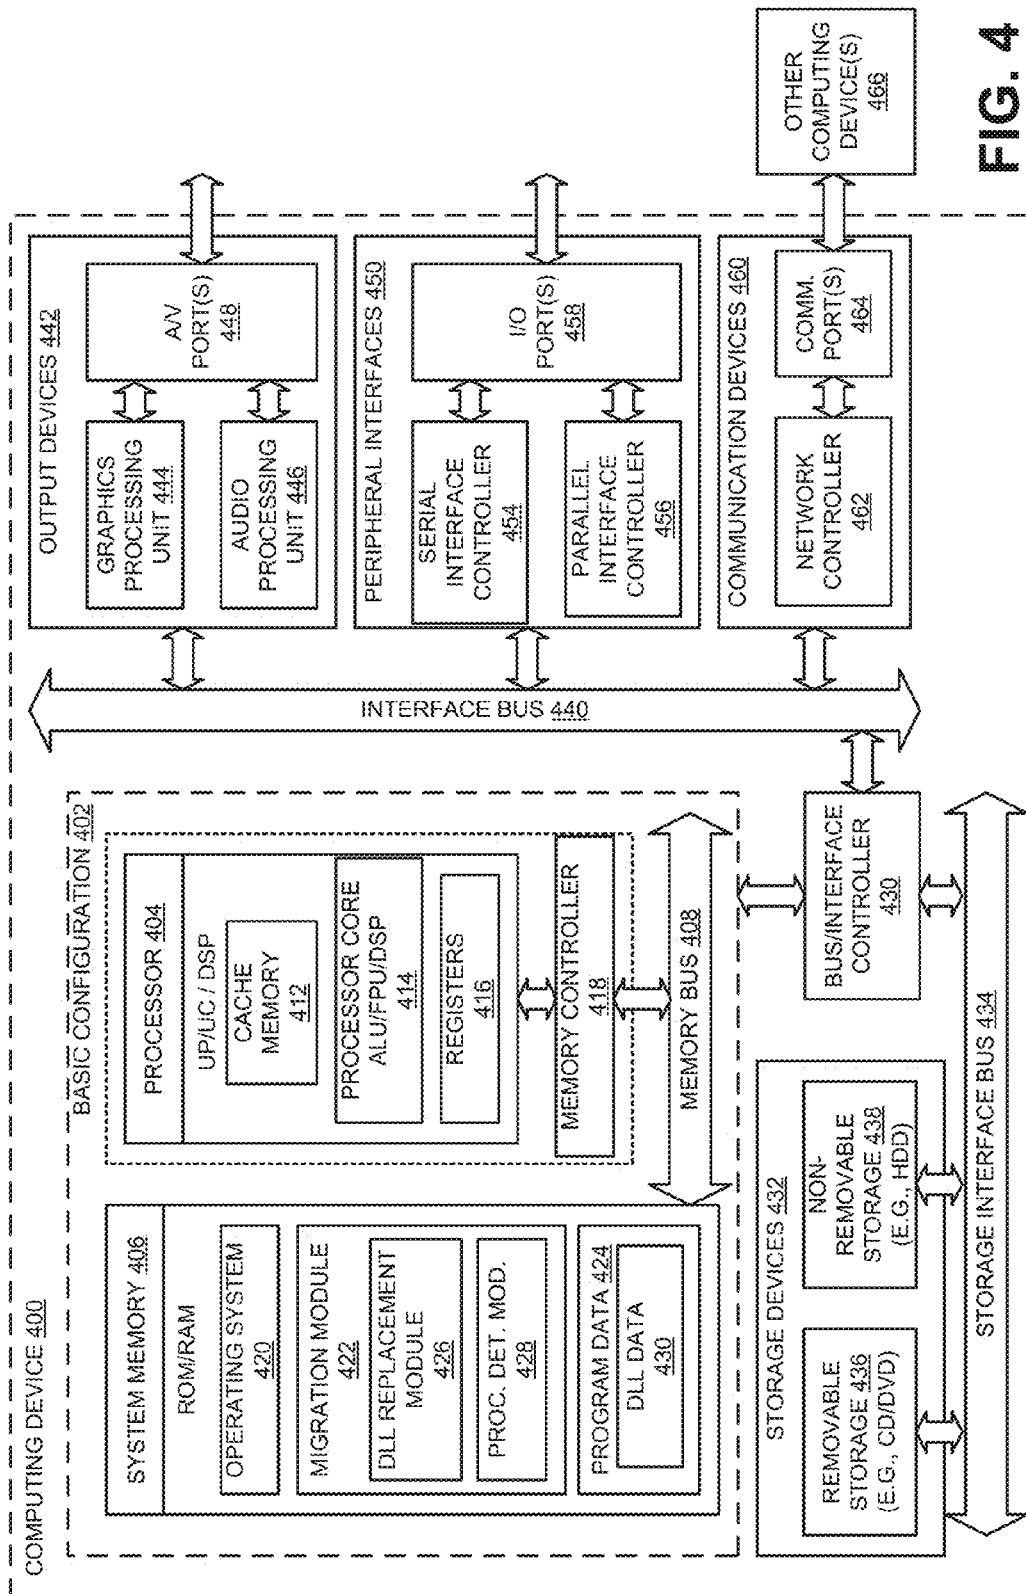 COMPUTING DEVICE 400
BASIC CONFIGURATION 402
SYSTEM MEMORY 406
ROM/RAM
OPERATING SYSTEM
420
MIGRATION MODULE
422
DLL REPLACEMENT
MODULE
426
PROC. DET. MOD.
428
PROGRAM DATA 424
DLL DATA
430
PROCESSOR 404
UP/UC / DSP
CACHE
MEMORY
412
PROCESSOR CORE
ALU/FPU/DSP
414
REGISTERS
416
MEMORY CONTROLLER
418
MEMORY BUS 408
STORAGE DEVICES 432
REMOVABLE
STORAGE 436
(E.G., CD/DVD)
NON-
REMOVABLE
STORAGE 438
(E.G., HDD)
STORAGE INTERFACE BUS 434
BUS/INTERFACE
CONTROLLER
430
INTERFACE BUS 440
OUTPUT DEVICES 442
GRAPHICS
PROCESSING
UNIT 444
AUDIO
PROCESSING
UNIT 446
A/V
PORT(S)
448
PERIPHERAL INTERFACES 450
SERIAL
INTERFACE
CONTROLLER
454
PARALLEL
INTERFACE
CONTROLLER
456
I/O
PORT(S)
458
COMMUNICATION DEVICES 460
NETWORK
CONTROLLER
462
COMM.
PORT(S)
464
OTHER
COMPUTING
DEVICE(S)
466
FIG. 4